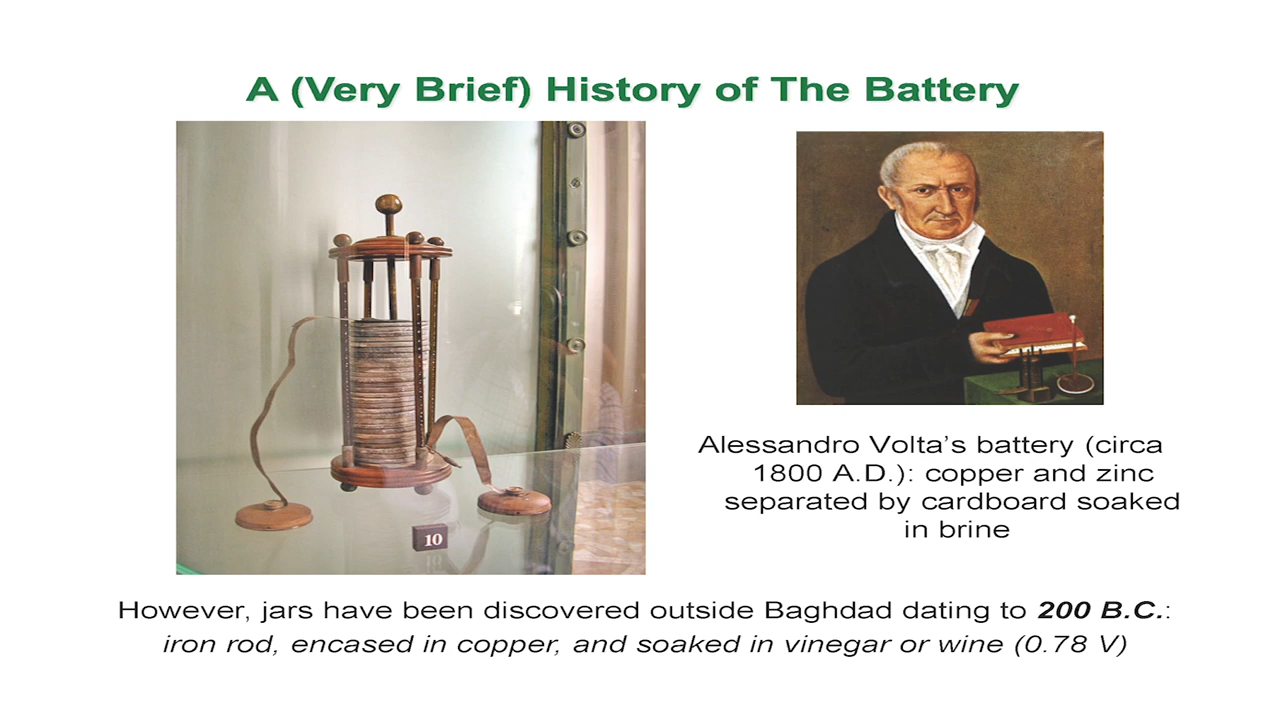 A (Very Brief) History of The Battery
10
Alessandro Volta’s battery (circa
1800 A.D.): copper and zinc
separated by cardboard soaked
in brine
However, jars have been discovered outside Baghdad dating to 200 B.C.:
iron rod, encased in copper, and soaked in vinegar or wine (0.78 V)